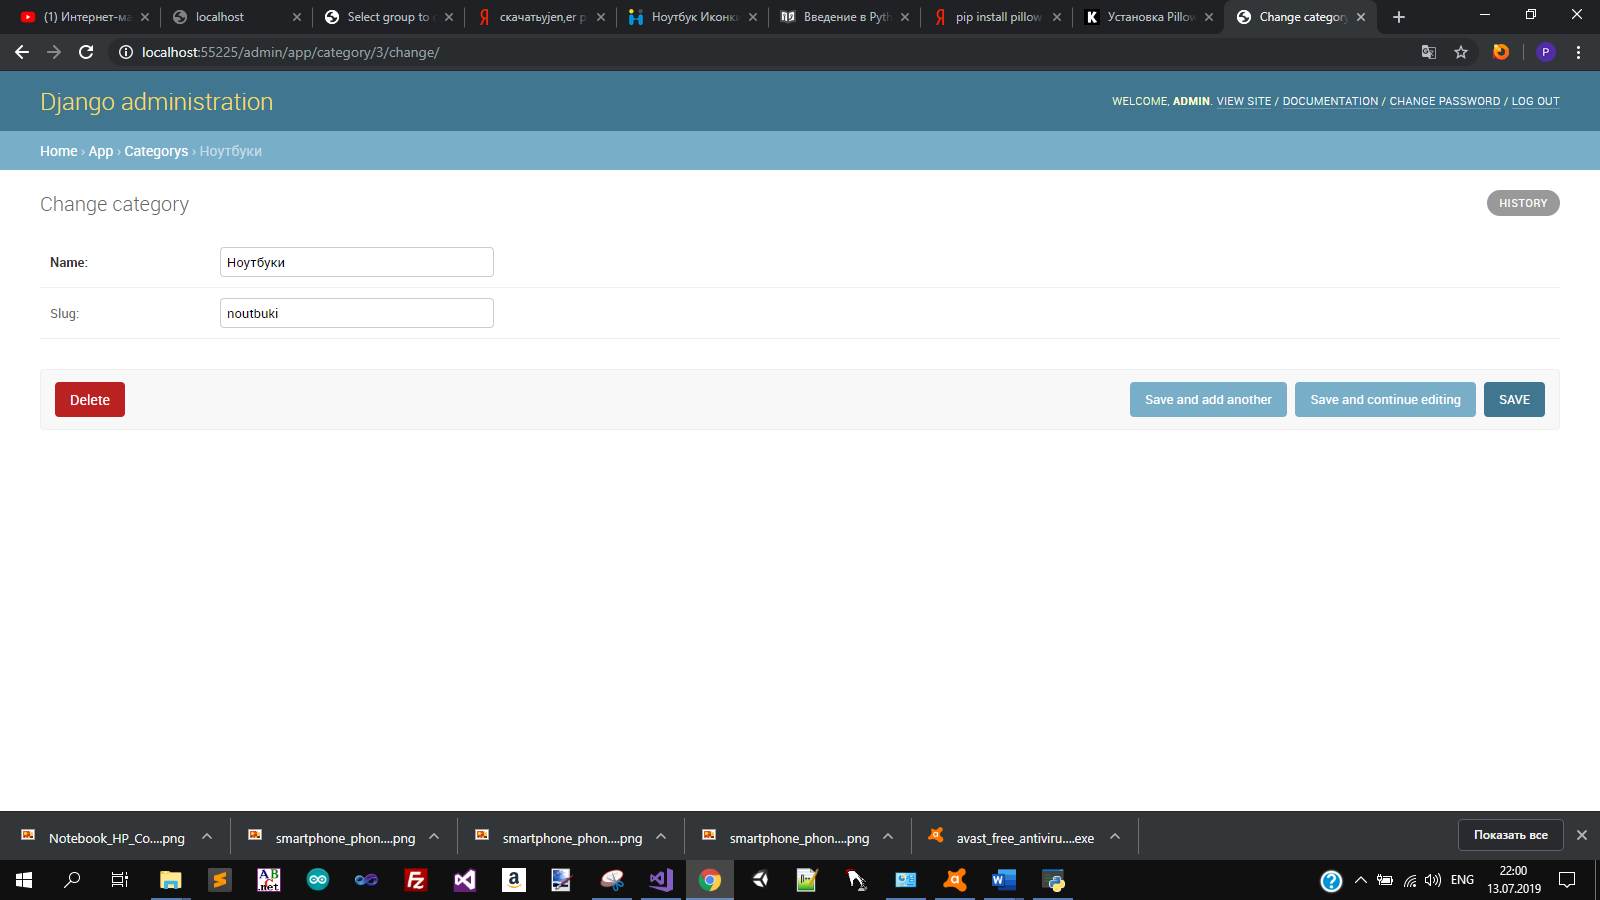 (1) Интернет-ма
localhost
Select group to c
скачатьyjen,er p
Ноутбук Иконки
Введение в Pyth
pip install pillow
Установка Pillow
Change category
localhost:55225/admin/app/category/3/change/
P
Django administration
WELCOME, ADMIN. VIEW SITE / DOCUMENTATION / CHANGE PASSWORD / LOG OUT
Home › App › Categorys › Ноутбуки
Change category
HISTORY
Name:
Ноутбуки
Slug:
noutbuki
Delete
Save and add another
Save and continue editing
SAVE
Notebook_HP_Co....png
smartphone_phon....png
smartphone_phon....png
smartphone_phon....png
avast_free_antiviru....exe
Показать все
ENG
22:00
13.07.2019